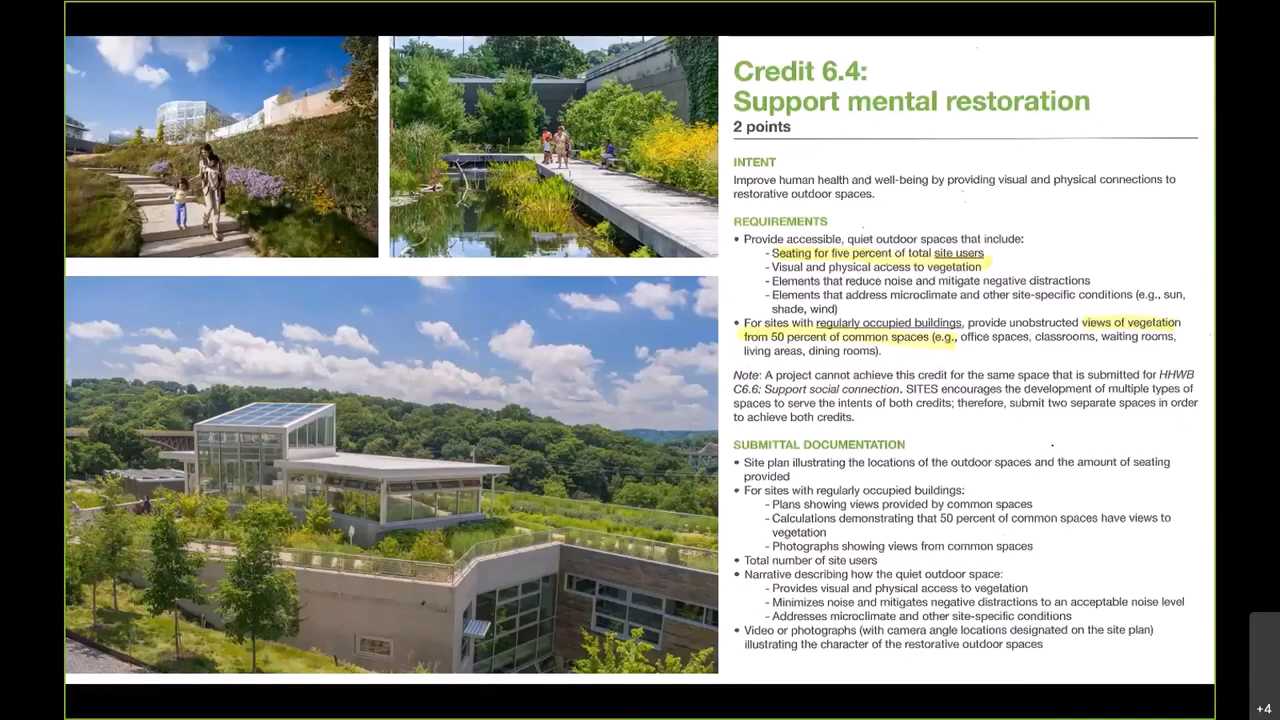 Credit 6.4:
Support mental restoration
2 points
INTENT
Improve human health and well-being by providing visual and physical connections to
restorative outdoor spaces.
REQUIREMENTS
• Provide accessible, quiet outdoor spaces that include:
- Seating for five percent of total site users
- Visual and physical access to vegetation
- Elements that reduce noise and mitigate negative distractions
- Elements that address microclimate and other site-specific conditions (e.g., sun,
shade, wind)
• For sites with regularly occupied buildings, provide unobstructed views of vegetation
from 50 percent of common spaces (e.g., office spaces, classrooms, waiting rooms,
living areas, dining rooms).
Note: A project cannot achieve this credit for the same space that is submitted for HHWB
C6.6: Support social connection. SITES encourages the development of multiple types of
spaces to serve the intents of both credits; therefore, submit two separate spaces in order
to achieve both credits.
SUBMITTAL DOCUMENTATION
• Site plan illustrating the locations of the outdoor spaces and the amount of seating
provided
• For sites with regularly occupied buildings:
- Plans showing views provided by common spaces
- Calculations demonstrating that 50 percent of common spaces have views to
vegetation
- Photographs showing views from common spaces
• Total number of site users
• Narrative describing how the quiet outdoor space:
- Provides visual and physical access to vegetation
- Minimizes noise and mitigates negative distractions to an acceptable noise level
- Addresses microclimate and other site-specific conditions
• Video or photographs (with camera angle locations designated on the site plan)
illustrating the character of the restorative outdoor spaces
+4